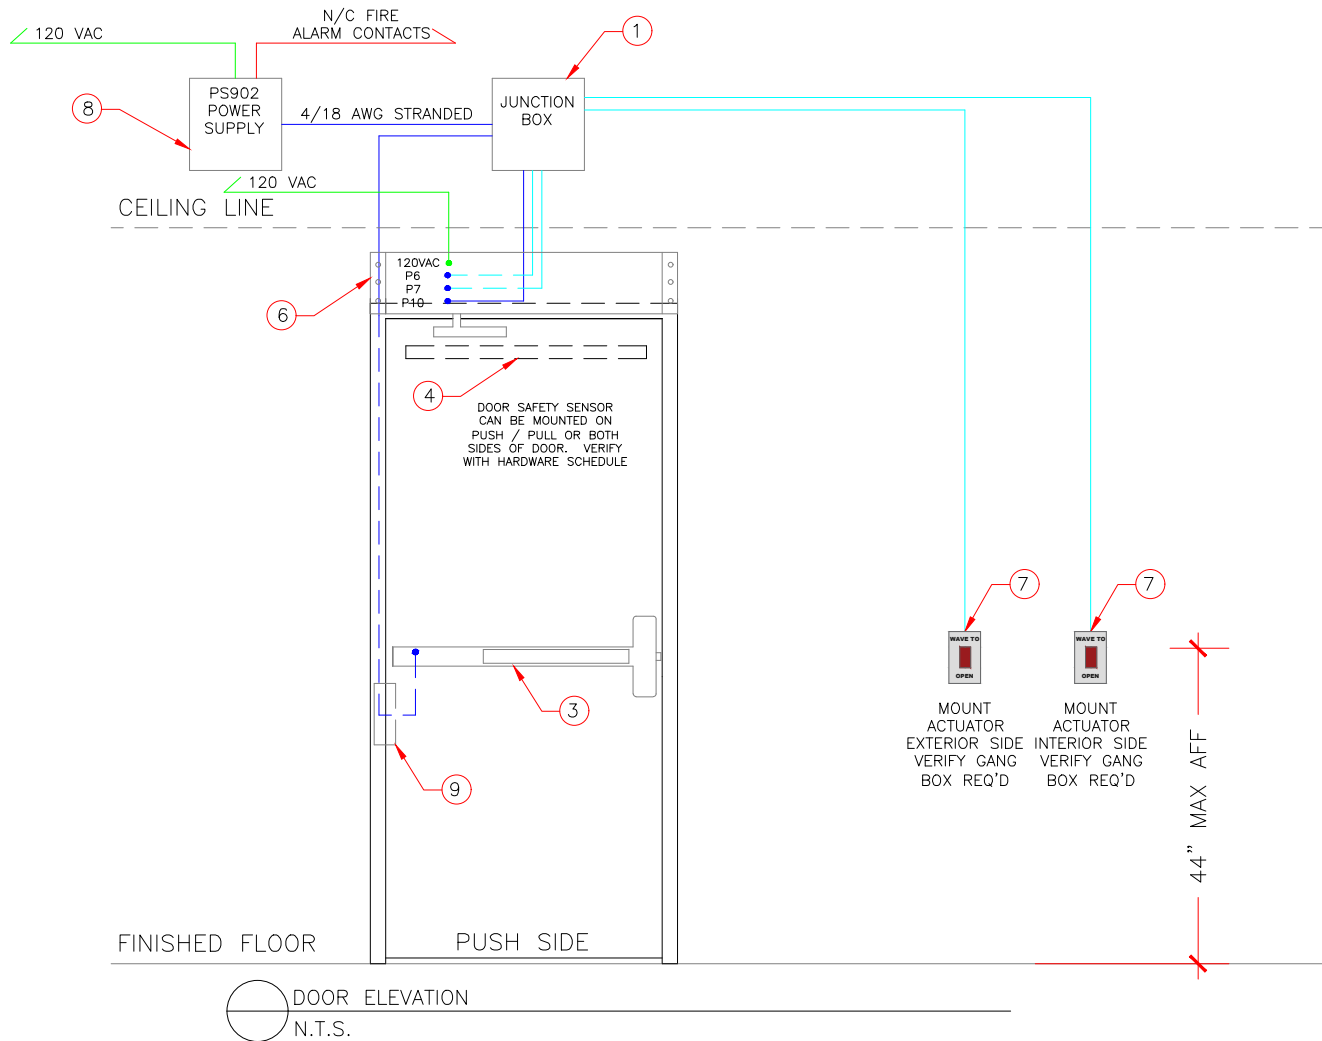 N/C FIRE
ALARM CONTACTS
120 VAC
1
PS902
POWER
SUPPLY
8
4/18 AWG STRANDED
JUNCTION
BOX
120 VAC
CEILING LINE
120VAC
P6
P7
P10
6
4
DOOR SAFETY SENSOR
CAN BE MOUNTED ON
PUSH / PULL OR BOTH
SIDES OF DOOR. VERIFY
WITH HARDWARE SCHEDULE
7
7
WAVE TO
OPEN
WAVE TO
OPEN
3
9
MOUNT
ACTUATOR
EXTERIOR SIDE
VERIFY GANG
BOX REQ'D
MOUNT
ACTUATOR
INTERIOR SIDE
VERIFY GANG
BOX REQ'D
44" MAX AFF
FINISHED FLOOR
PUSH SIDE
DOOR ELEVATION
N.T.S.